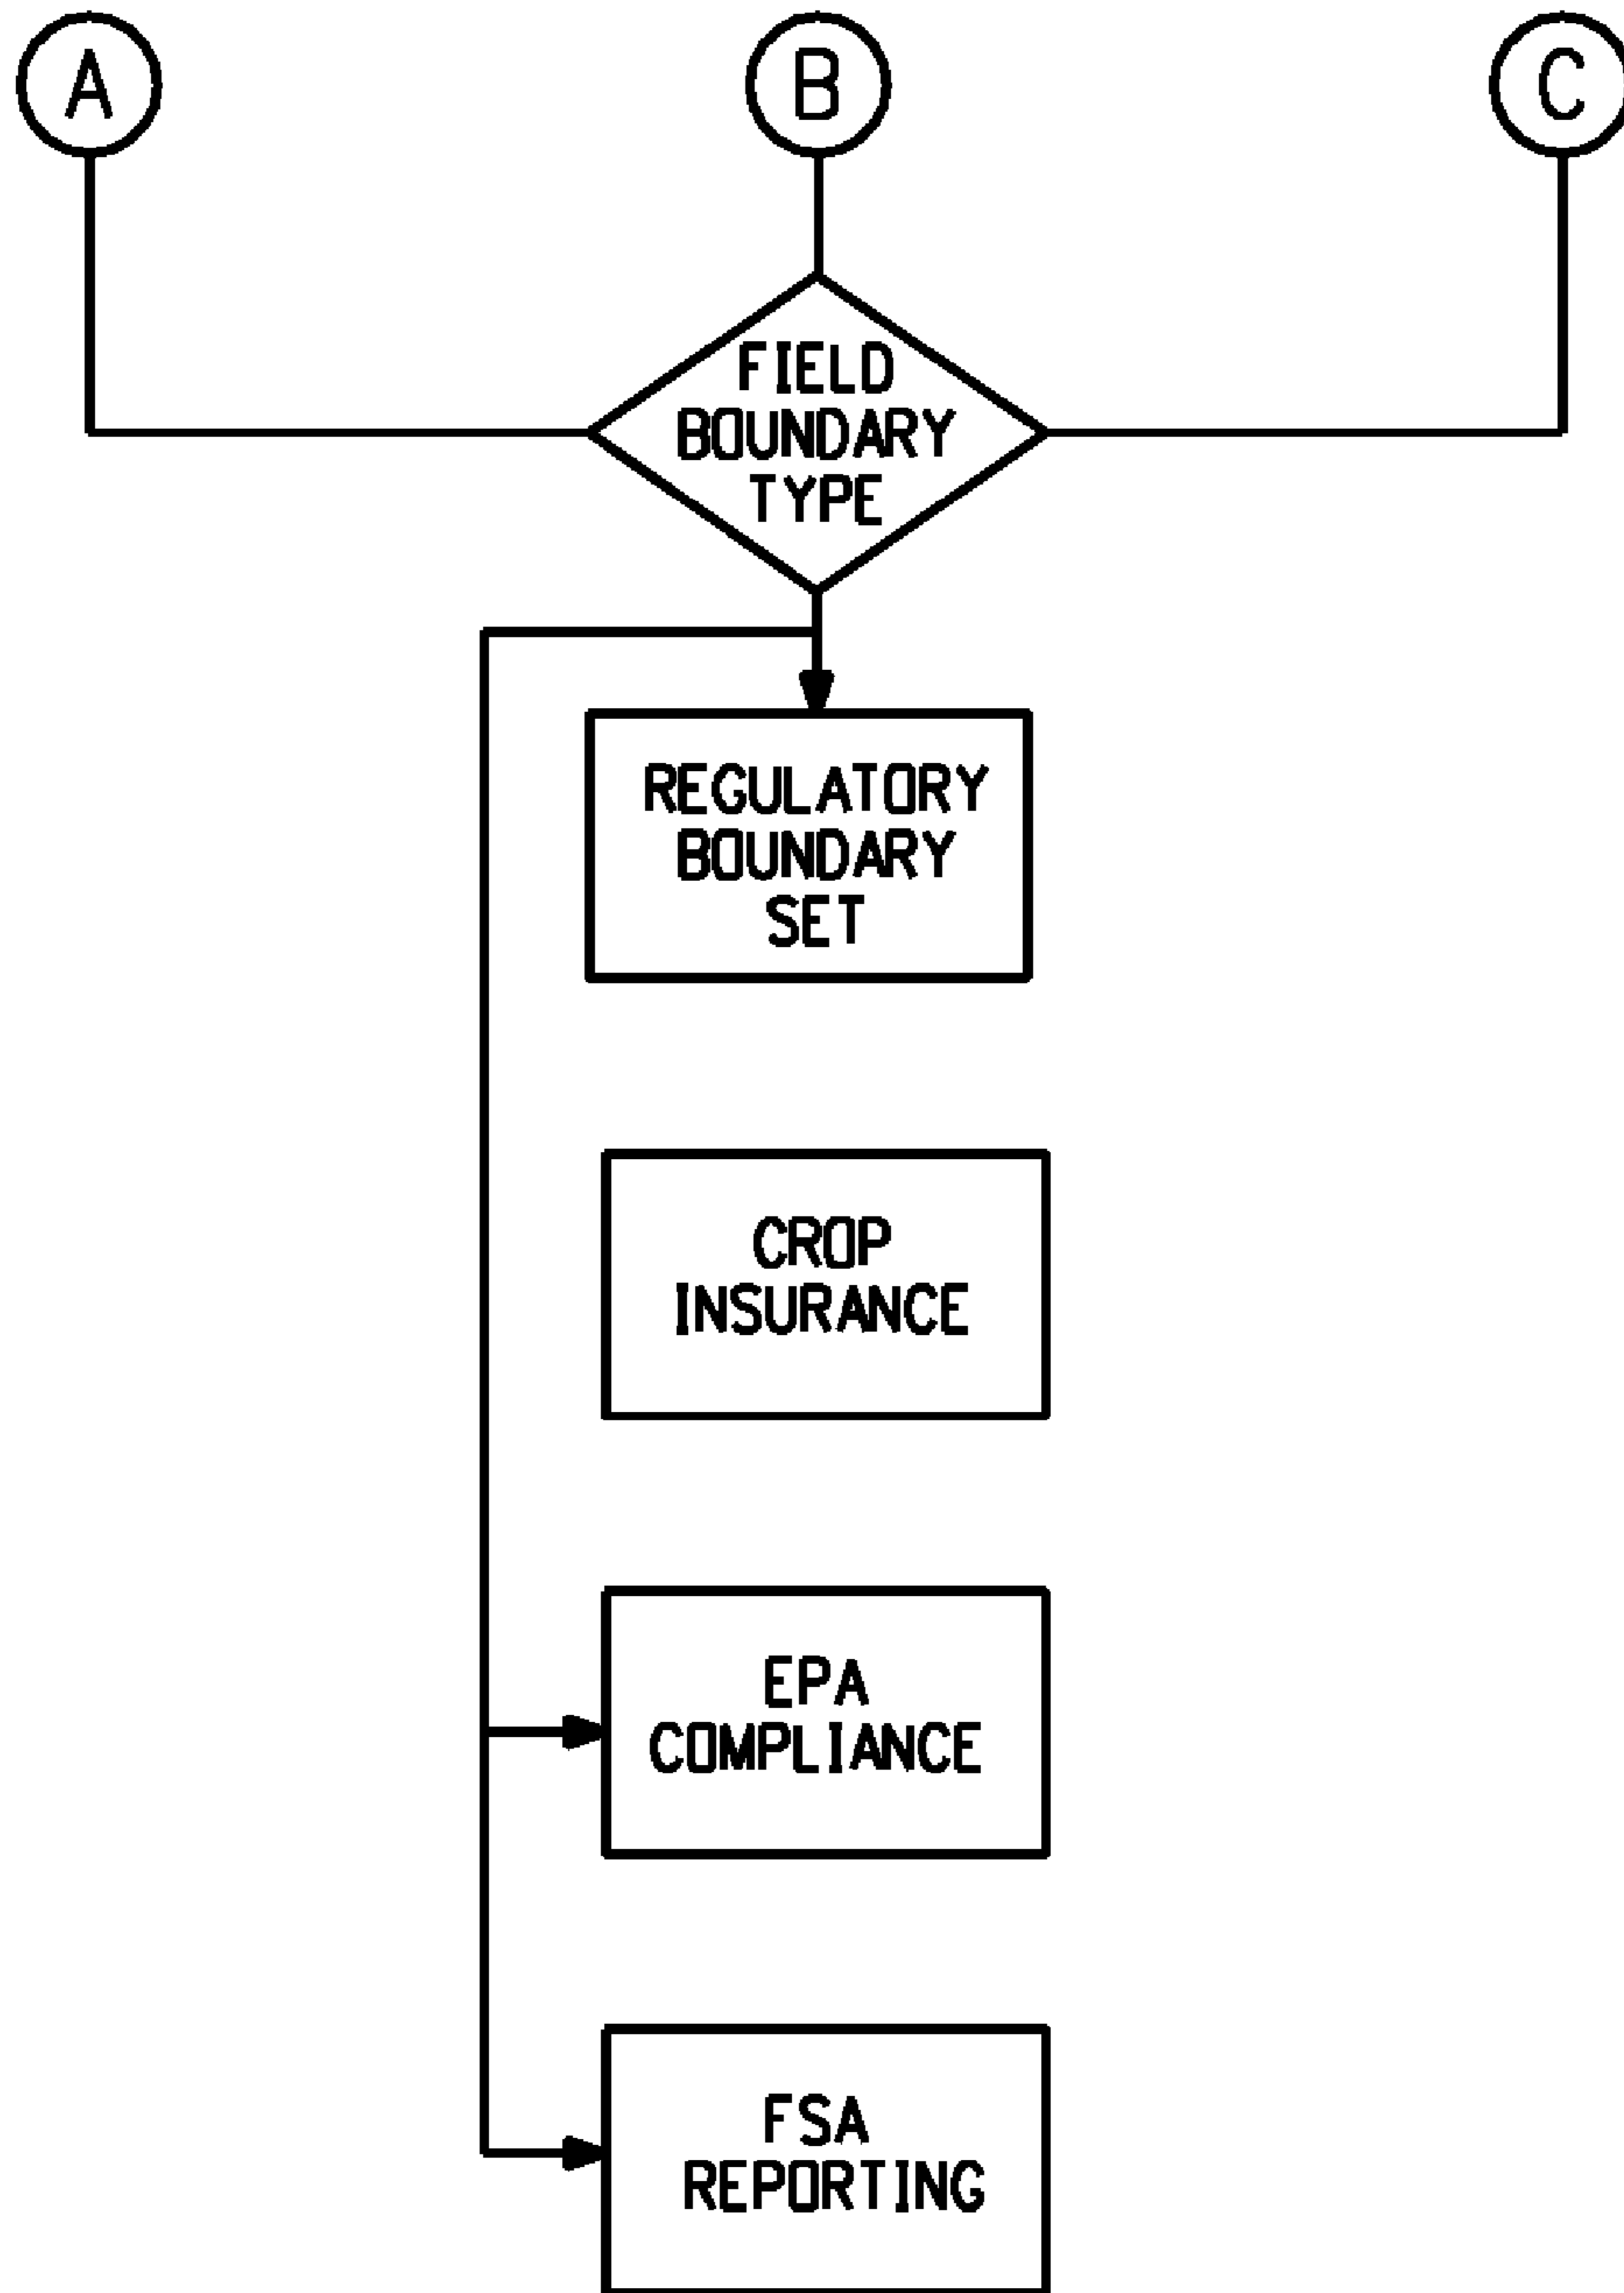 A
B
C
FIELD
BOUNDARY
TYPE
REGULATORY
BOUNDARY
SET
CROP
INSURANCE
EPA
COMPLIANCE
FSA
REPORTING